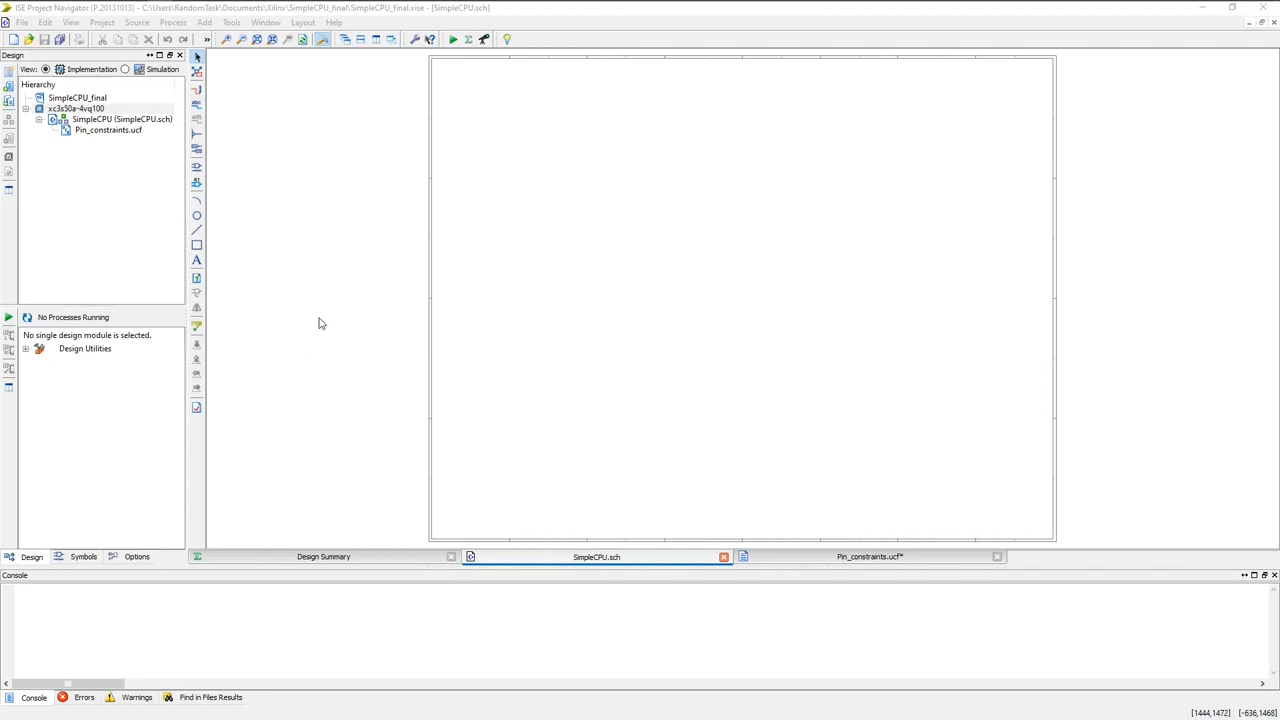 ISE Project Navigator (P.20131013) - C:\Users\RandomTask\Documents\Xilinx\SimpleCPU_final\SimpleCPU_final.xise - [SimpleCPU.sch]
File Edit View Project Source Process Add Tools Window Layout Help
Design
View: Implementation Simulation
Hierarchy
SimpleCPU_final
xc3s50a-4vq100
SimpleCPU (SimpleCPU.sch)
Pin_constraints.ucf
No Processes Running
No single design module is selected.
Design Utilities
Design Symbols Options
Design Summary SimpleCPU.sch Pin_constraints.ucf*
Console
Console Errors Warnings Find in Files Results
[1444,1472] [-636,1468]